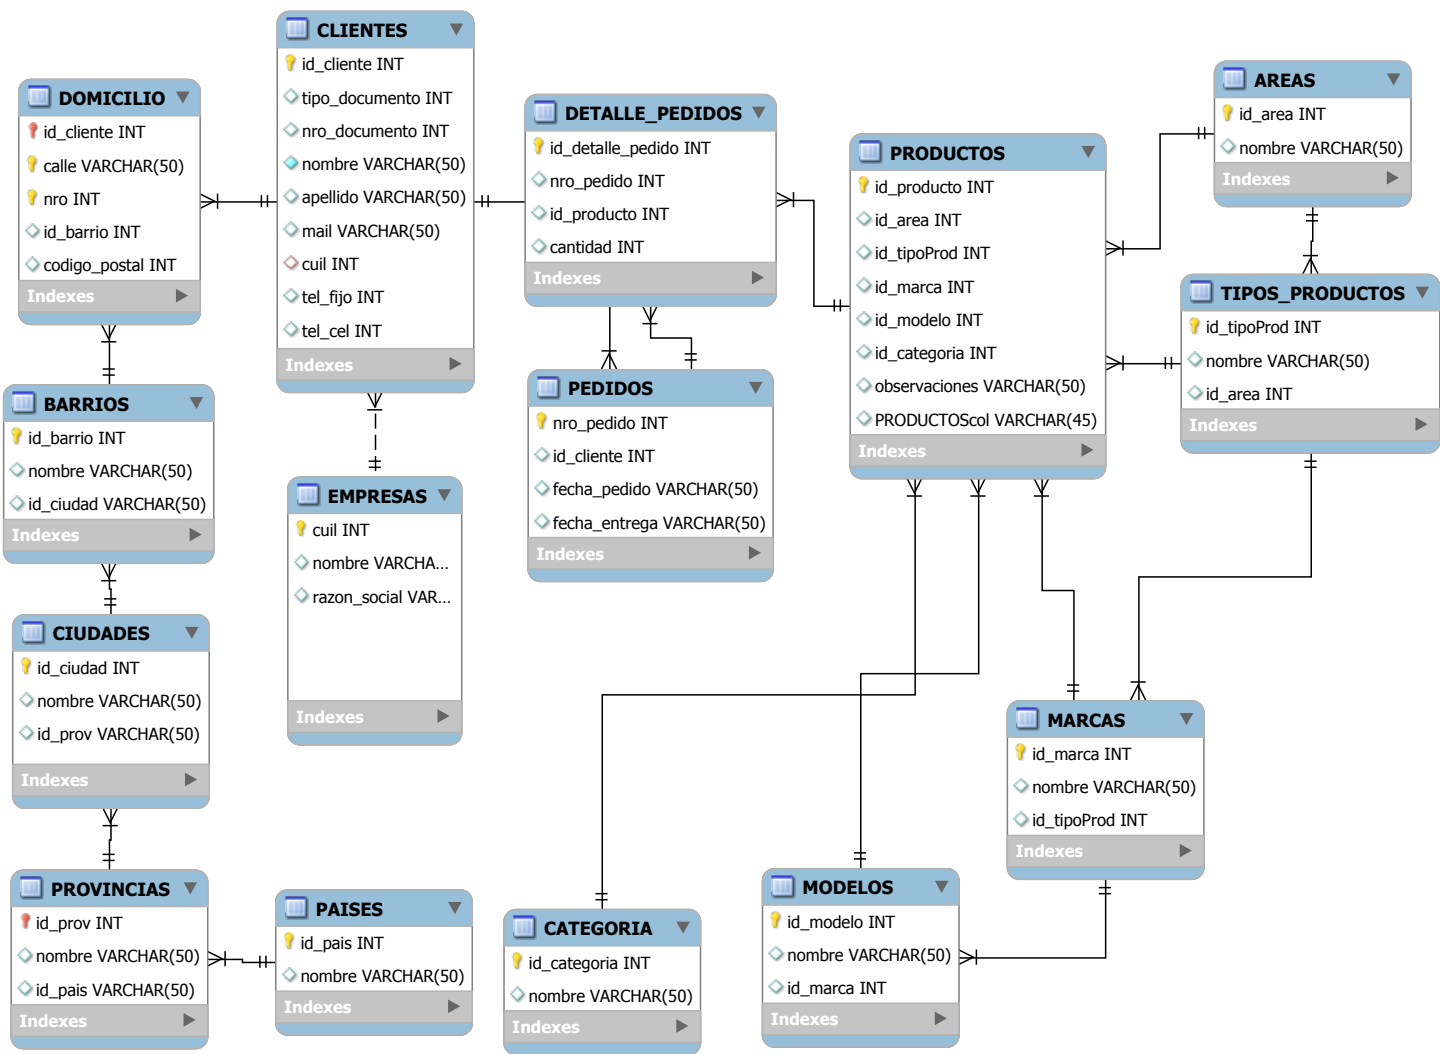 CLIENTES
id_cliente INT
tipo_documento INT
nro_documento INT
nombre VARCHAR(50)
apellido VARCHAR(50)
mail VARCHAR(50)
cuil INT
tel_fijo INT
tel_cel INT
Indexes
DOMICILIO
id_cliente INT
calle VARCHAR(50)
nro INT
id_barrio INT
codigo_postal INT
Indexes
DETALLE_PEDIDOS
id_detalle_pedido INT
nro_pedido INT
id_producto INT
cantidad INT
Indexes
PRODUCTOS
id_producto INT
id_area INT
id_tipoProd INT
id_marca INT
id_modelo INT
id_categoria INT
observaciones VARCHAR(50)
PRODUCTOScol VARCHAR(45)
Indexes
AREAS
id_area INT
nombre VARCHAR(50)
Indexes
TIPOS_PRODUCTOS
id_tipoProd INT
nombre VARCHAR(50)
id_area INT
Indexes
BARRIOS
id_barrio INT
nombre VARCHAR(50)
id_ciudad VARCHAR(50)
Indexes
EMPRESAS
cuil INT
nombre VARCHA...
razon_social VAR...
Indexes
PEDIDOS
nro_pedido INT
id_cliente INT
fecha_pedido VARCHAR(50)
fecha_entrega VARCHAR(50)
Indexes
CIUDADES
id_ciudad INT
nombre VARCHAR(50)
id_prov VARCHAR(50)
Indexes
MARCAS
id_marca INT
nombre VARCHAR(50)
id_tipoProd INT
Indexes
PROVINCIAS
id_prov INT
nombre VARCHAR(50)
id_pais VARCHAR(50)
Indexes
PAISES
id_pais INT
nombre VARCHAR(50)
Indexes
CATEGORIA
id_categoria INT
nombre VARCHAR(50)
Indexes
MODELOS
id_modelo INT
nombre VARCHAR(50)
id_marca INT
Indexes